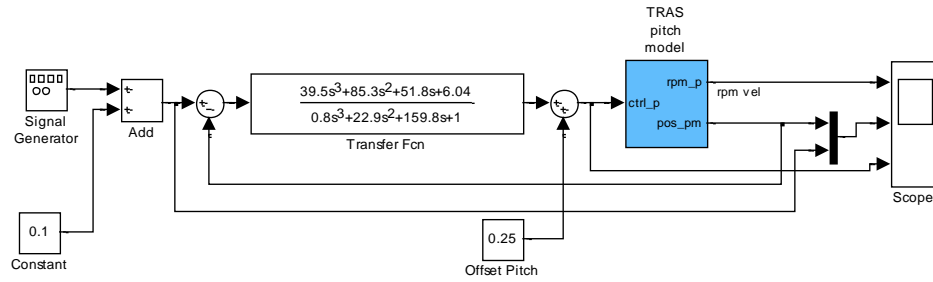 TRAS
pitch
model
rpm_p
rpm vel
ctrl_p
pos_pm
39.5s³+85.3s²+51.8s+6.04
0.8s³+22.9s²+159.8s+1
Transfer Fcn
Signal
Generator
Add
Scope
0.1
Constant
0.25
Offset Pitch